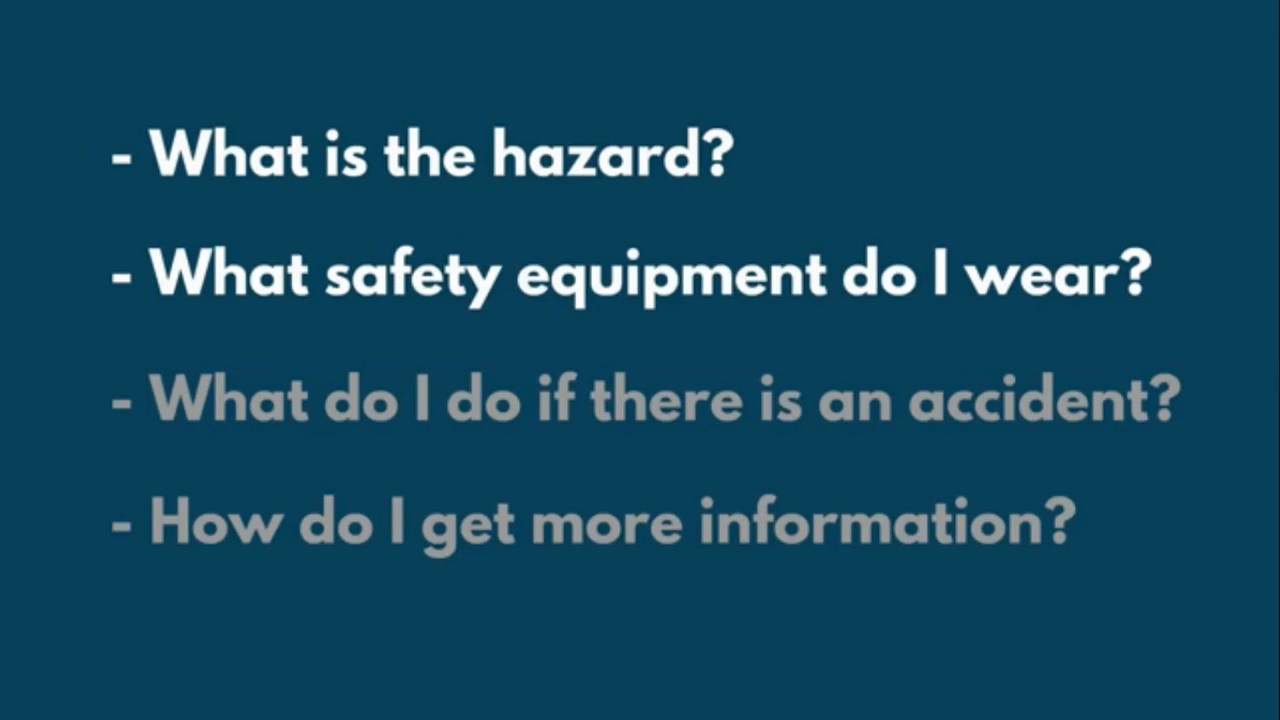 - What is the hazard?
- What safety equipment do I wear?
- What do I do if there is an accident?
- How do I get more information?